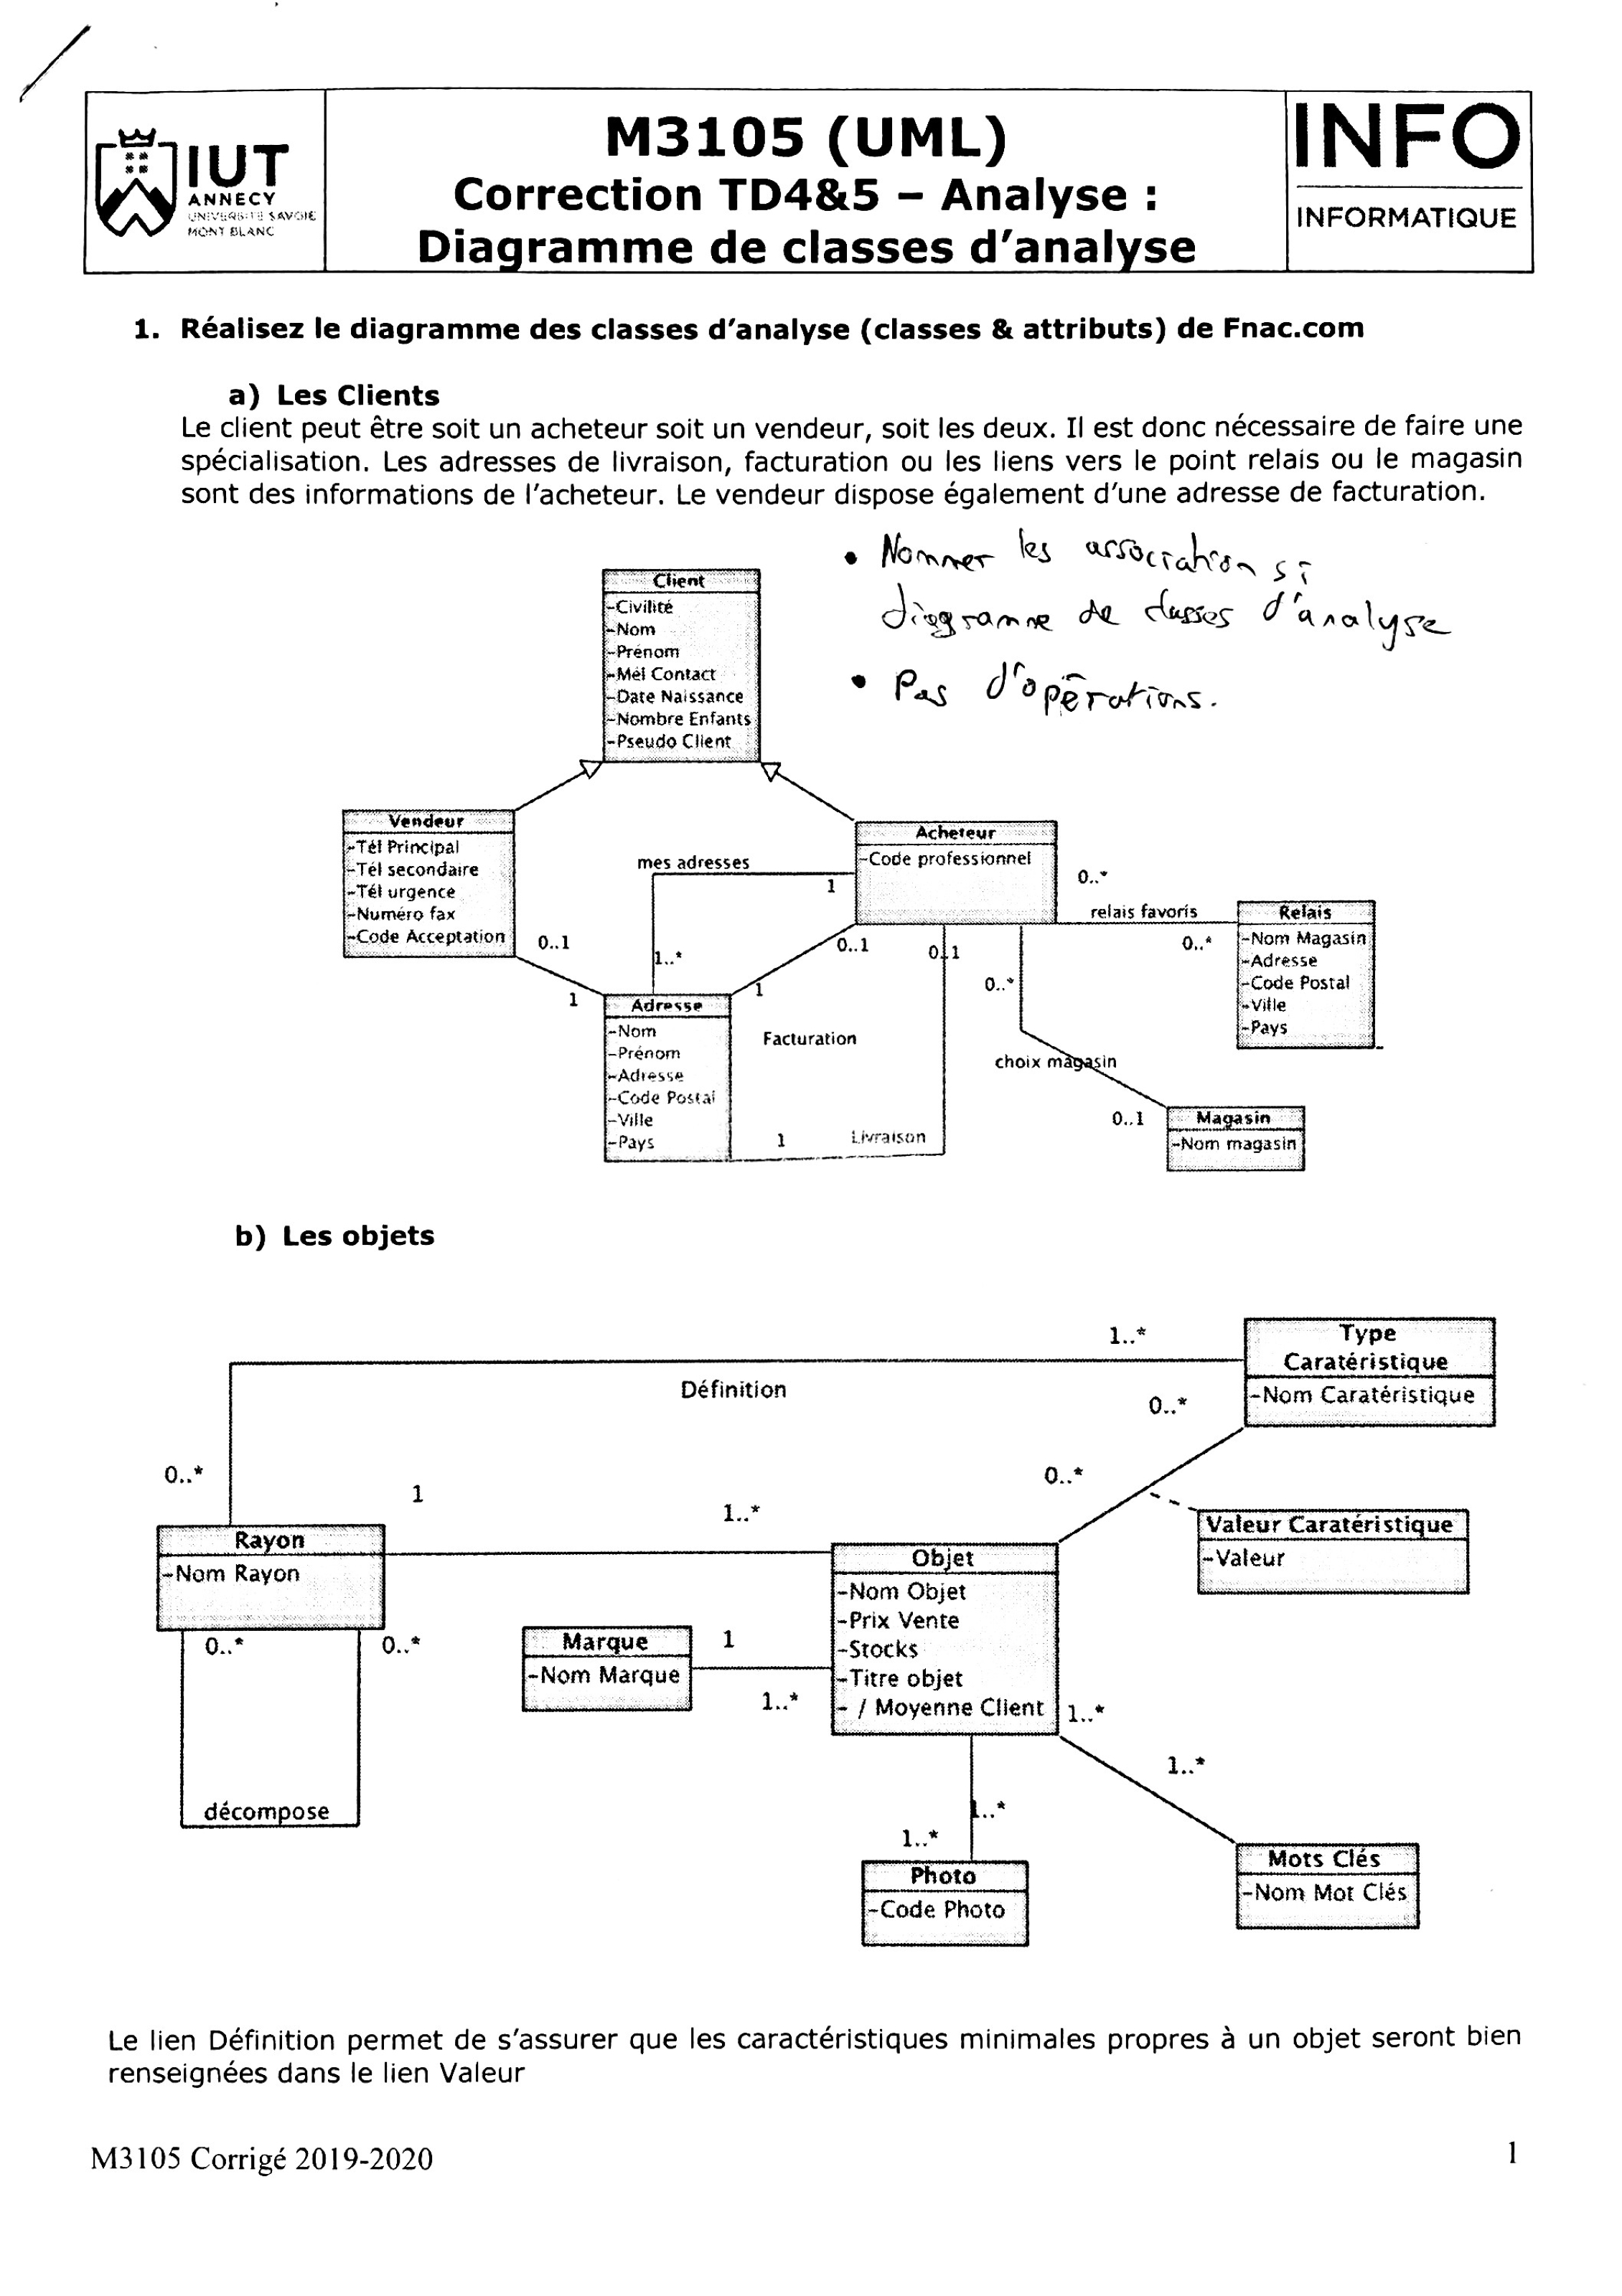 IUT
ANNECY
UNIVERSITÉ SAVOIE
MONT BLANC
M3105 (UML)
Correction TD4&5 – Analyse :
Diagramme de classes d'analyse
INFO
INFORMATIQUE
1. Réalisez le diagramme des classes d'analyse (classes & attributs) de Fnac.com
a) Les Clients
Le client peut être soit un acheteur soit un vendeur, soit les deux. Il est donc nécessaire de faire une
spécialisation. Les adresses de livraison, facturation ou les liens vers le point relais ou le magasin
sont des informations de l'acheteur. Le vendeur dispose également d'une adresse de facturation.
• Nommer les association si
diagramme de classes d'analyse
• Pas d'opérations.
Client
-Civilité
-Nom
-Prénom
-Mél Contact
-Date Naissance
-Nombre Enfants
-Pseudo Client
Vendeur
-Tél Principal
-Tél secondaire
-Tél urgence
-Numéro fax
-Code Acceptation
mes adresses
1
1..*
Acheteur
-Code professionnel
0..*
relais favoris
0..*
Relais
-Nom Magasin
-Adresse
-Code Postal
-Ville
-Pays
0..1
1
0..1
1
0..1
0..*
Adresse
-Nom
-Prénom
-Adresse
-Code Postal
-Ville
-Pays
Facturation
1
Livraison
choix magasin
0..1
Magasin
-Nom magasin
b) Les objets
1..*
Type
Caratéristique
-Nom Caratéristique
Définition
0..*
0..*
0..*
1
1..*
Valeur Caratéristique
-Valeur
Rayon
-Nom Rayon
0..*
0..*
décompose
Marque
-Nom Marque
1
1..*
Objet
-Nom Objet
-Prix Vente
-Stocks
-Titre objet
- / Moyenne Client
1..*
1..*
1..*
1..*
Photo
-Code Photo
Mots Clés
-Nom Mot Clés
Le lien Définition permet de s'assurer que les caractéristiques minimales propres à un objet seront bien
renseignées dans le lien Valeur
M3105 Corrigé 2019-2020
1